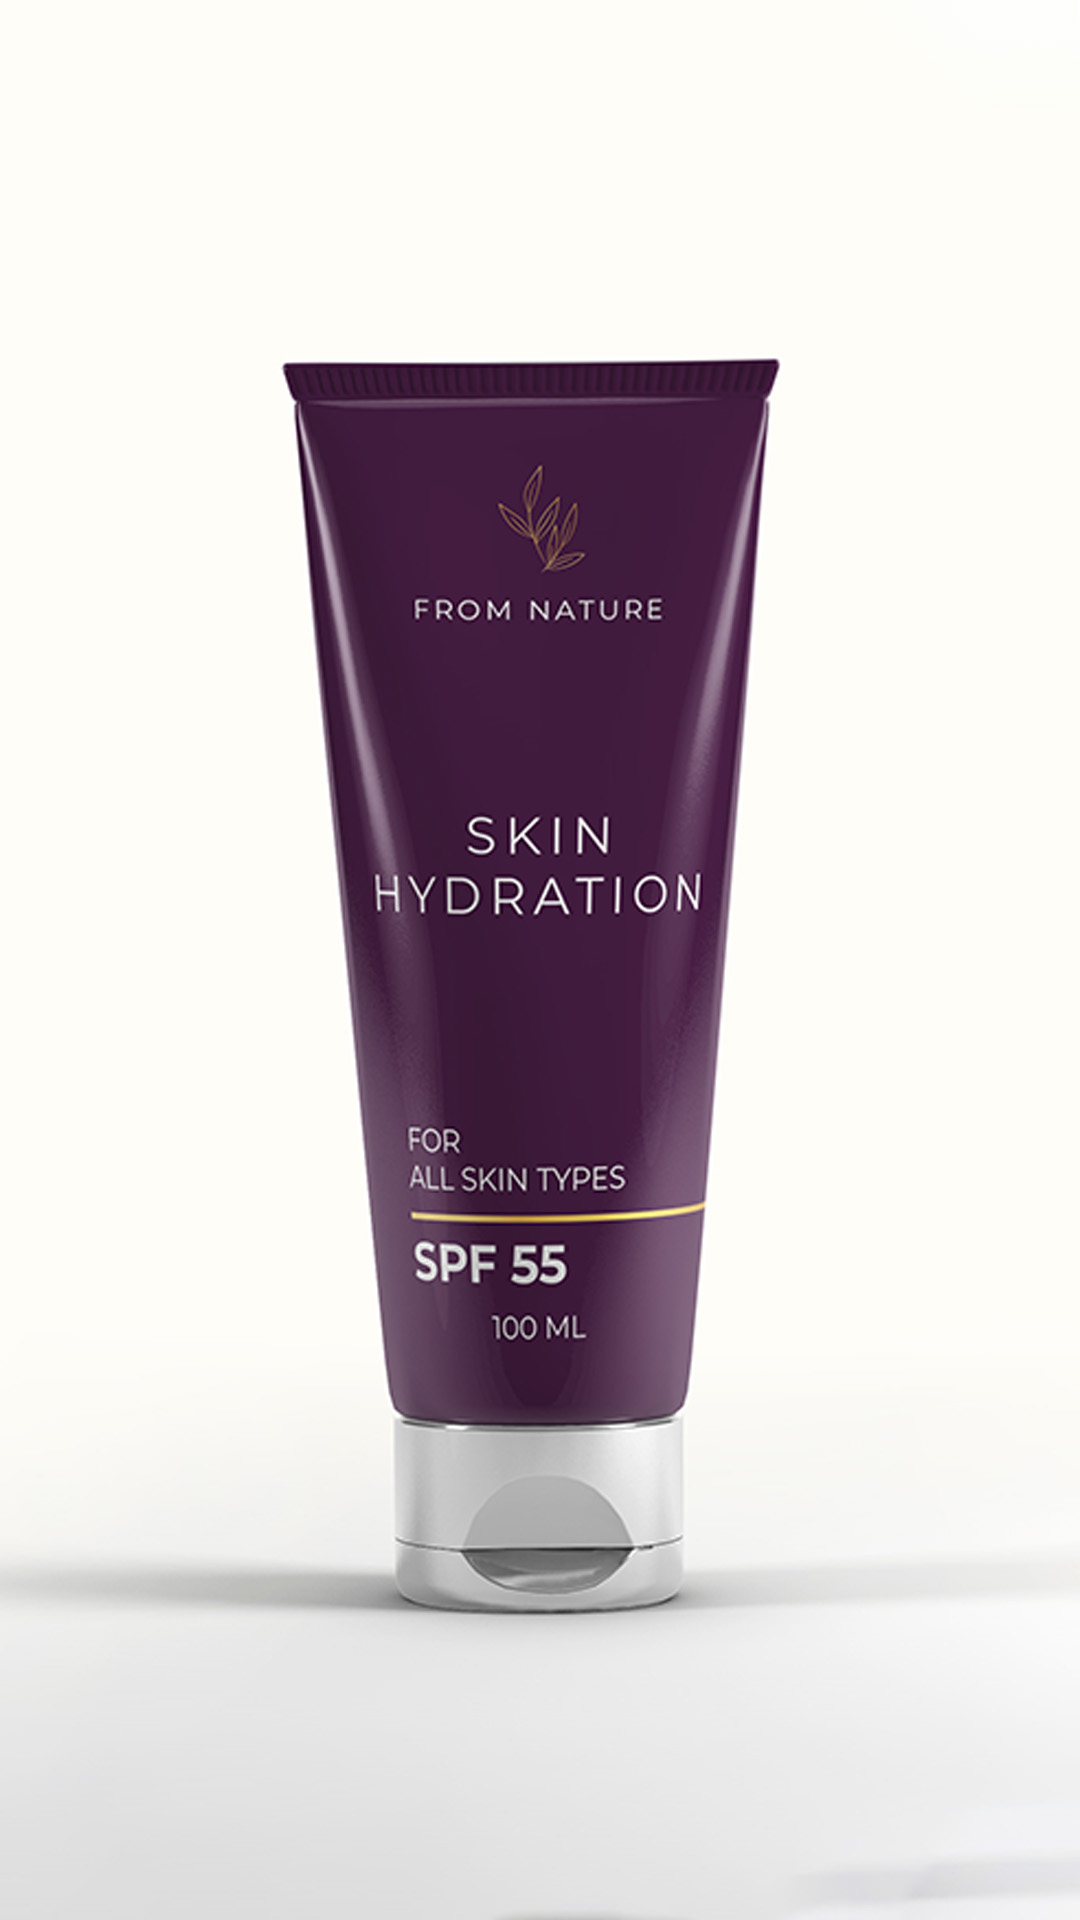 FROM NATURE
SKIN
HYDRATION
FOR
ALL SKIN TYPES
SPF 55
100 ML